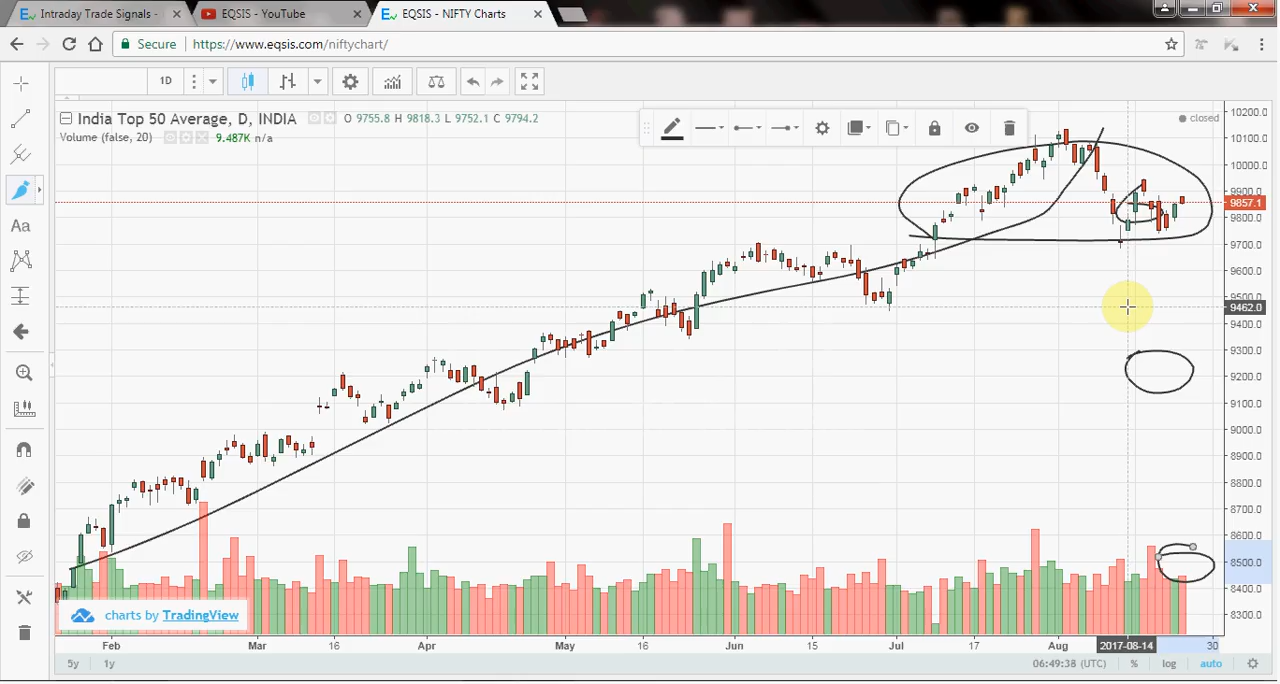 Intraday Trade Signals -
EQSIS - YouTube
EQSIS - NIFTY Charts
Secure https://www.eqsis.com/niftychart/
1D
India Top 50 Average, D, INDIA O 9755.8 H 9818.3 L 9752.1 C 9794.2
Volume (false, 20) 9.487K n/a
closed
Aa
10200.0
10100.0
10000.0
9900.0
9857.1
9800.0
9700.0
9600.0
9500.0
9462.0
9400.0
9300.0
9200.0
9100.0
9000.0
8900.0
8800.0
8700.0
8600.0
8500.0
8400.0
8300.0
charts by TradingView
Feb Mar 16 Apr May 16 Jun 15 Jul 17 Aug 2017-08-14 30
5y 1y 06:49:38 (UTC) % log auto